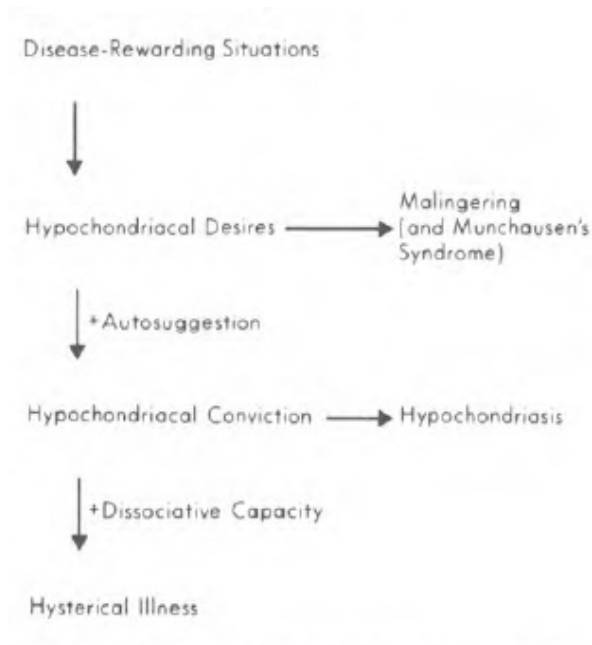 Disease-Rewarding Situations
Hypochondriacal Desires
Malingering
(and Munchausen's
Syndrome)
+Autosuggestion
Hypochondriacal Conviction
Hypochondriasis
+Dissociative Capacity
Hysterical Illness